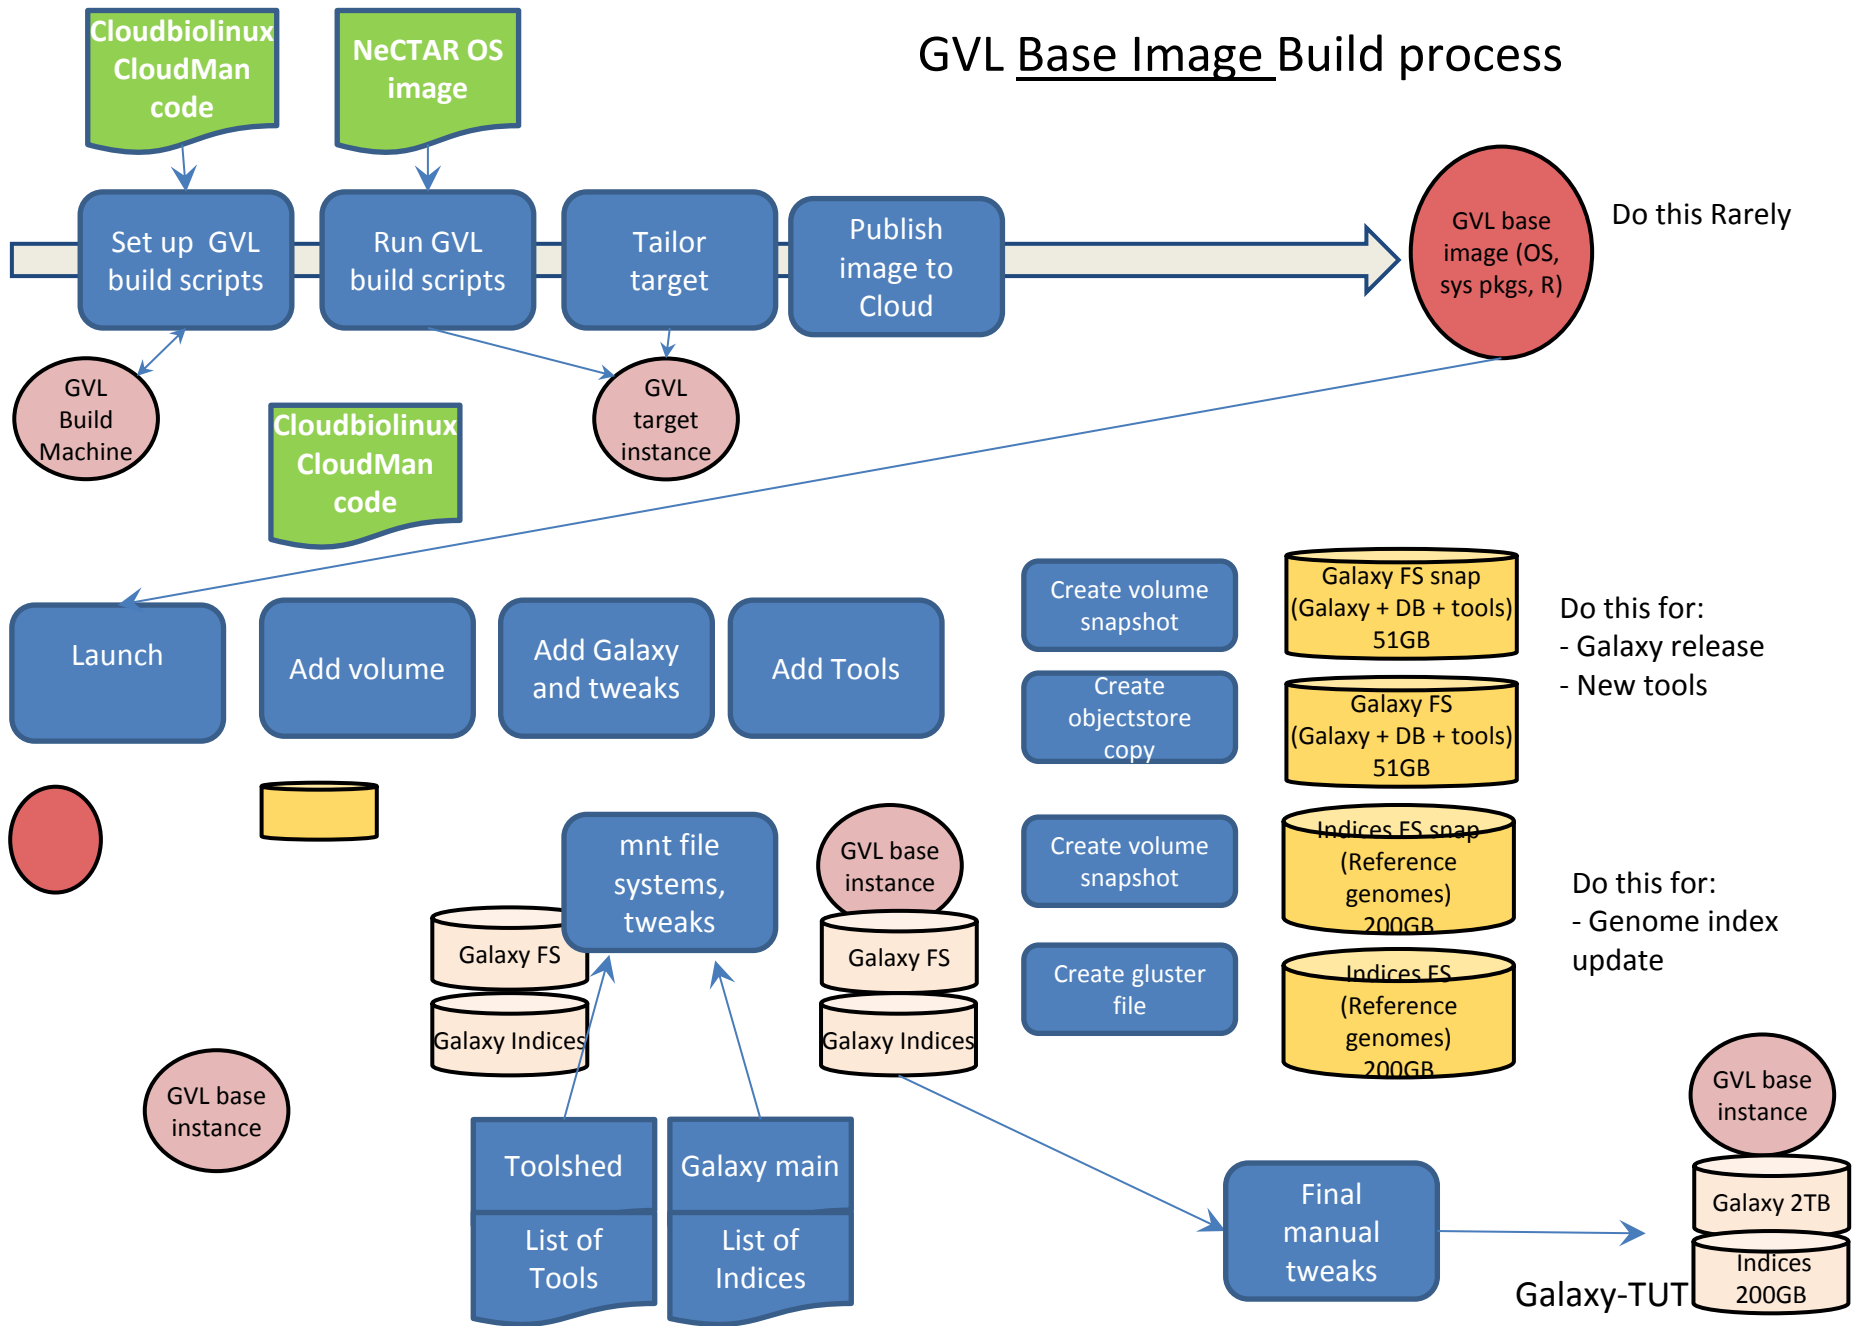 GVL Base Image Build process
Cloudbiolinux
CloudMan
code
NeCTAR OS
image
Set up GVL
build scripts
Run GVL
build scripts
Tailor
target
Publish
image to
Cloud
GVL base
image (OS,
sys pkgs, R)
Do this Rarely
GVL
Build
Machine
GVL
target
instance
Cloudbiolinux
CloudMan
code
Launch
Add volume
Add Galaxy
and tweaks
Add Tools
Create volume
snapshot
Galaxy FS snap
(Galaxy + DB + tools)
51GB
Do this for:
- Galaxy release
- New tools
Create
objectstore
copy
Galaxy FS
(Galaxy + DB + tools)
51GB
mnt file
systems,
tweaks
GVL base
instance
Create volume
snapshot
Indices FS snap
(Reference
genomes)
200GB
Do this for:
- Genome index
update
Galaxy FS
Galaxy Indices
Galaxy FS
Galaxy Indices
Create gluster
file
Indices FS
(Reference
genomes)
200GB
GVL base
instance
GVL base
instance
Toolshed
Galaxy main
List of
Tools
List of
Indices
Final
manual
tweaks
Galaxy 2TB
Indices
200GB
Galaxy-TUT